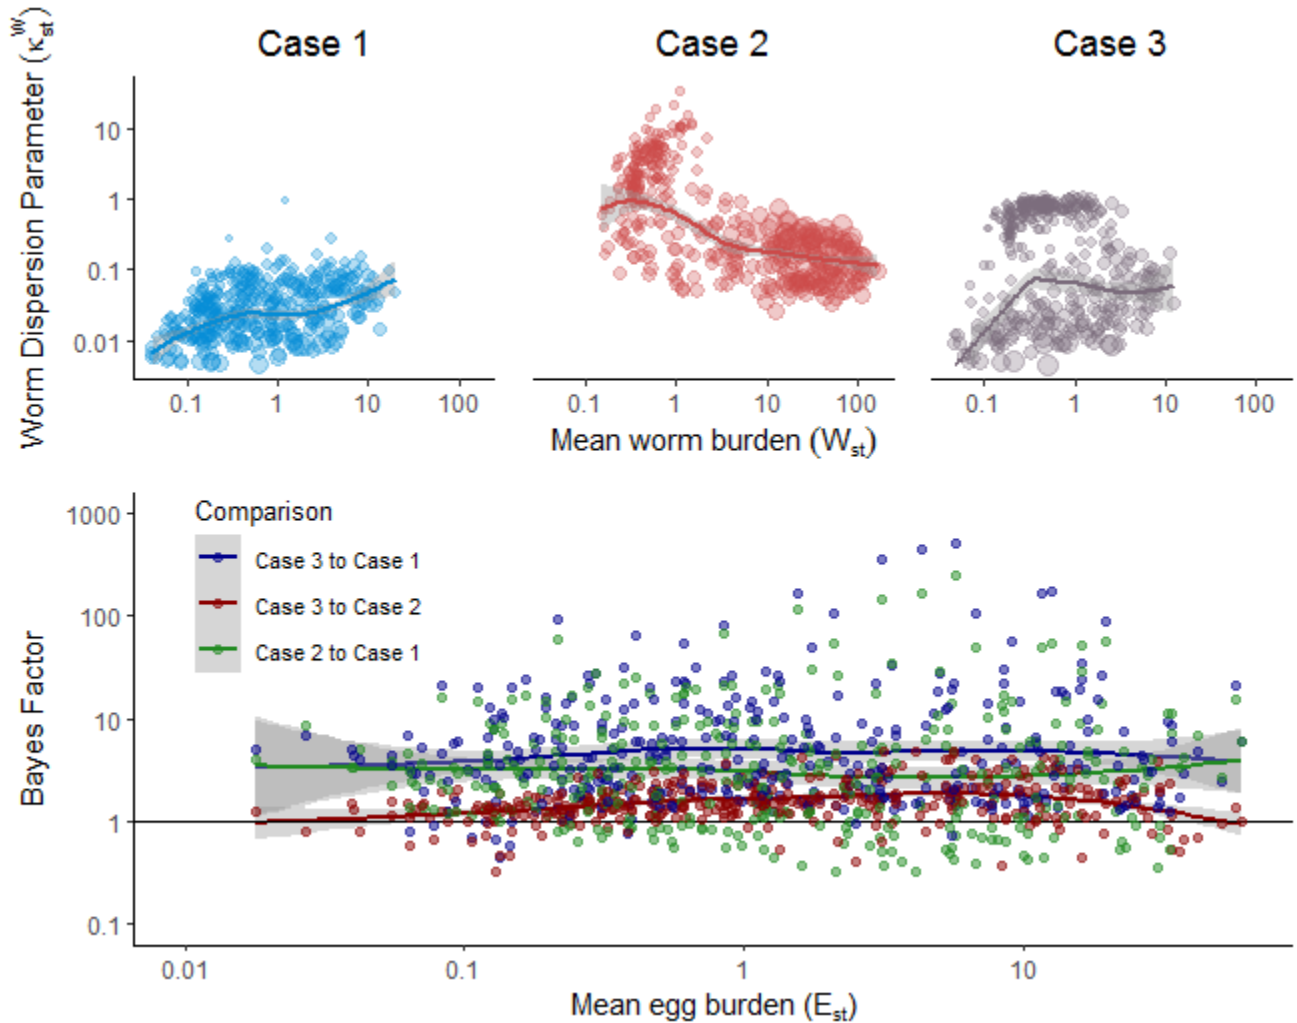 Case 1
Case 2
Case 3
Worm Dispersion Parameter (κ_st^W)
10
1
0.1
0.01
0.1
1
10
100
0.1
1
10
100
0.1
1
10
100
Mean worm burden (W_st)
Comparison
Case 3 to Case 1
Case 3 to Case 2
Case 2 to Case 1
Bayes Factor
1000
100
10
1
0.1
0.01
0.1
1
10
Mean egg burden (E_st)